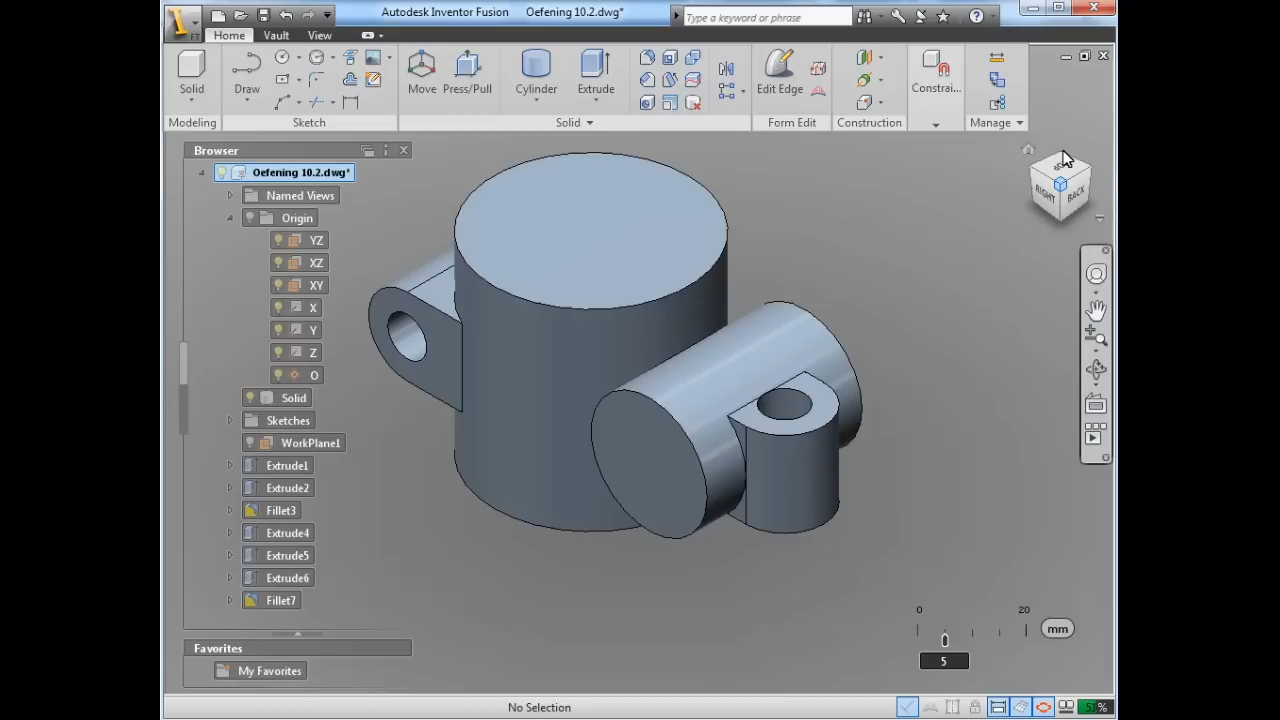 Autodesk Inventor Fusion Oefening 10.2.dwg*
Type a keyword or phrase
Home Vault View
Solid Draw Move Press/Pull Cylinder Extrude Edit Edge Constrai...
Modeling Sketch Solid Form Edit Construction Manage
Browser
Oefening 10.2.dwg*
Named Views
Origin
YZ
XZ
XY
X
Y
Z
O
Solid
Sketches
WorkPlane1
Extrude1
Extrude2
Fillet3
Extrude4
Extrude5
Extrude6
Fillet7
Favorites
My Favorites
RIGHT BACK
0 20
mm
5
No Selection